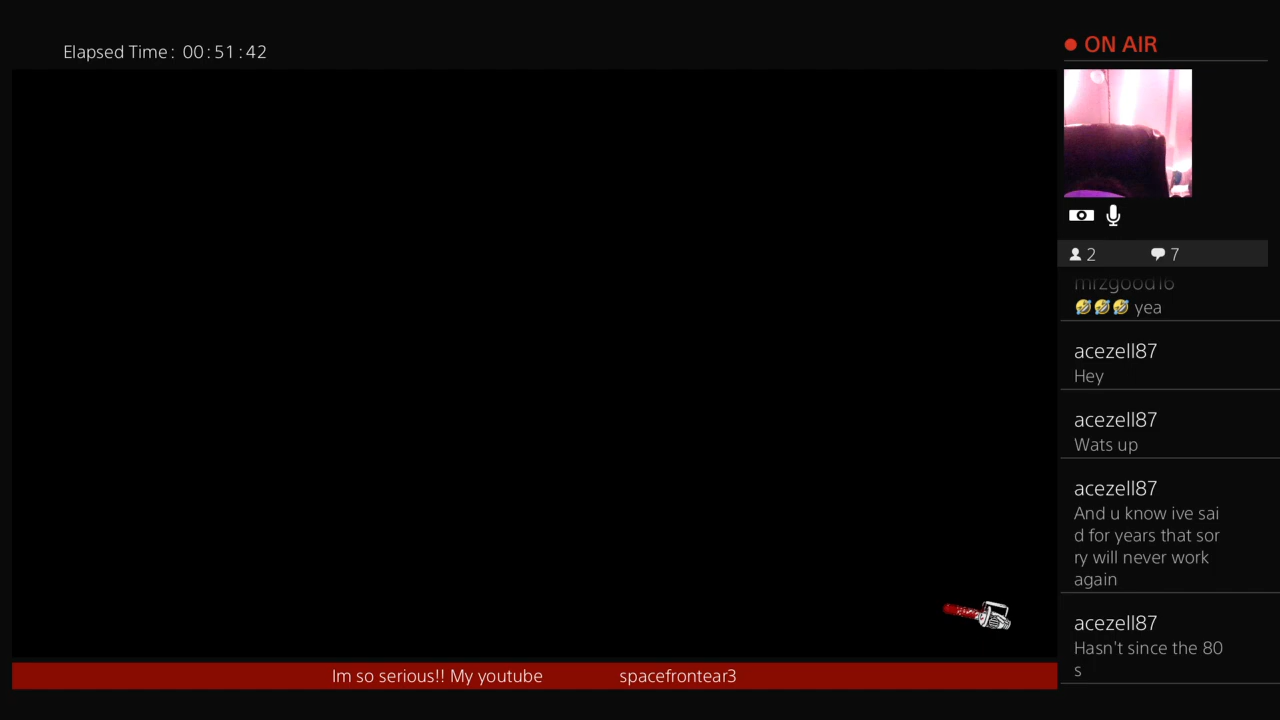 Elapsed Time: 00:51:42
ON AIR
2 7
mrzgood16
🤣🤣🤣 yea
acezell87
Hey
acezell87
Wats up
acezell87
And u know ive sai
d for years that sor
ry will never work
again
acezell87
Hasn't since the 80
s
Im so serious!! My youtube spacefrontear3